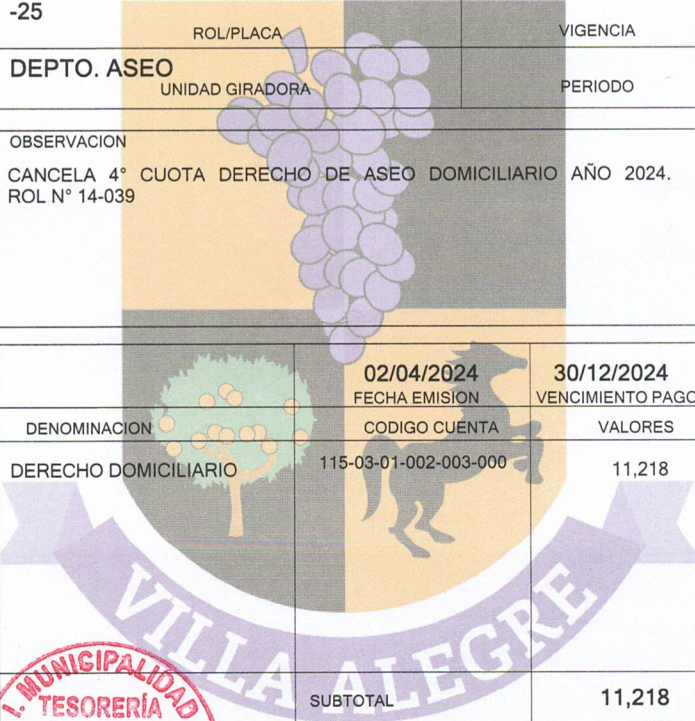 -25
ROL/PLACA VIGENCIA
DEPTO. ASEO
UNIDAD GIRADORA PERIODO
OBSERVACION
CANCELA 4° CUOTA DERECHO DE ASEO DOMICILIARIO AÑO 2024.
ROL N° 14-039
02/04/2024 30/12/2024
FECHA EMISION VENCIMIENTO PAGO
DENOMINACION CODIGO CUENTA VALORES
DERECHO DOMICILIARIO 115-03-01-002-003-000 11,218
VILLA ALEGRE
I. MUNICIPALIDAD
TESORERÍA
SUBTOTAL 11,218